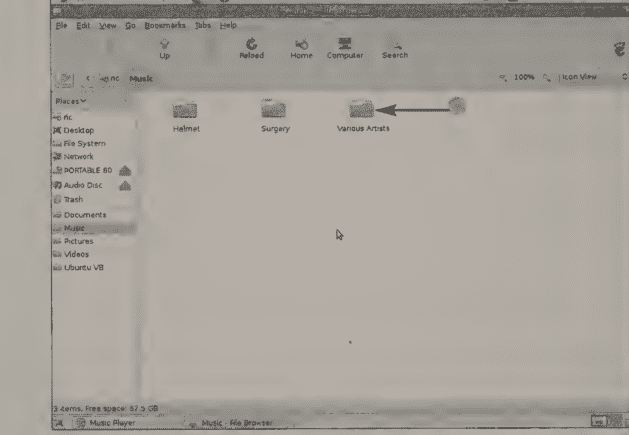 File Edit View Go Bookmarks Tabs Help
Up Reload Home Computer Search
nc Music 100% Icon View
Places
Helmet Surgery Various Artists
nc
Desktop
File System
Network
PORTABLE 80
Audio Disc
Trash
Documents
Music
Pictures
Videos
Ubuntu VB
3 items, Free space: 87.5 GB
Music Player Music - File Browser